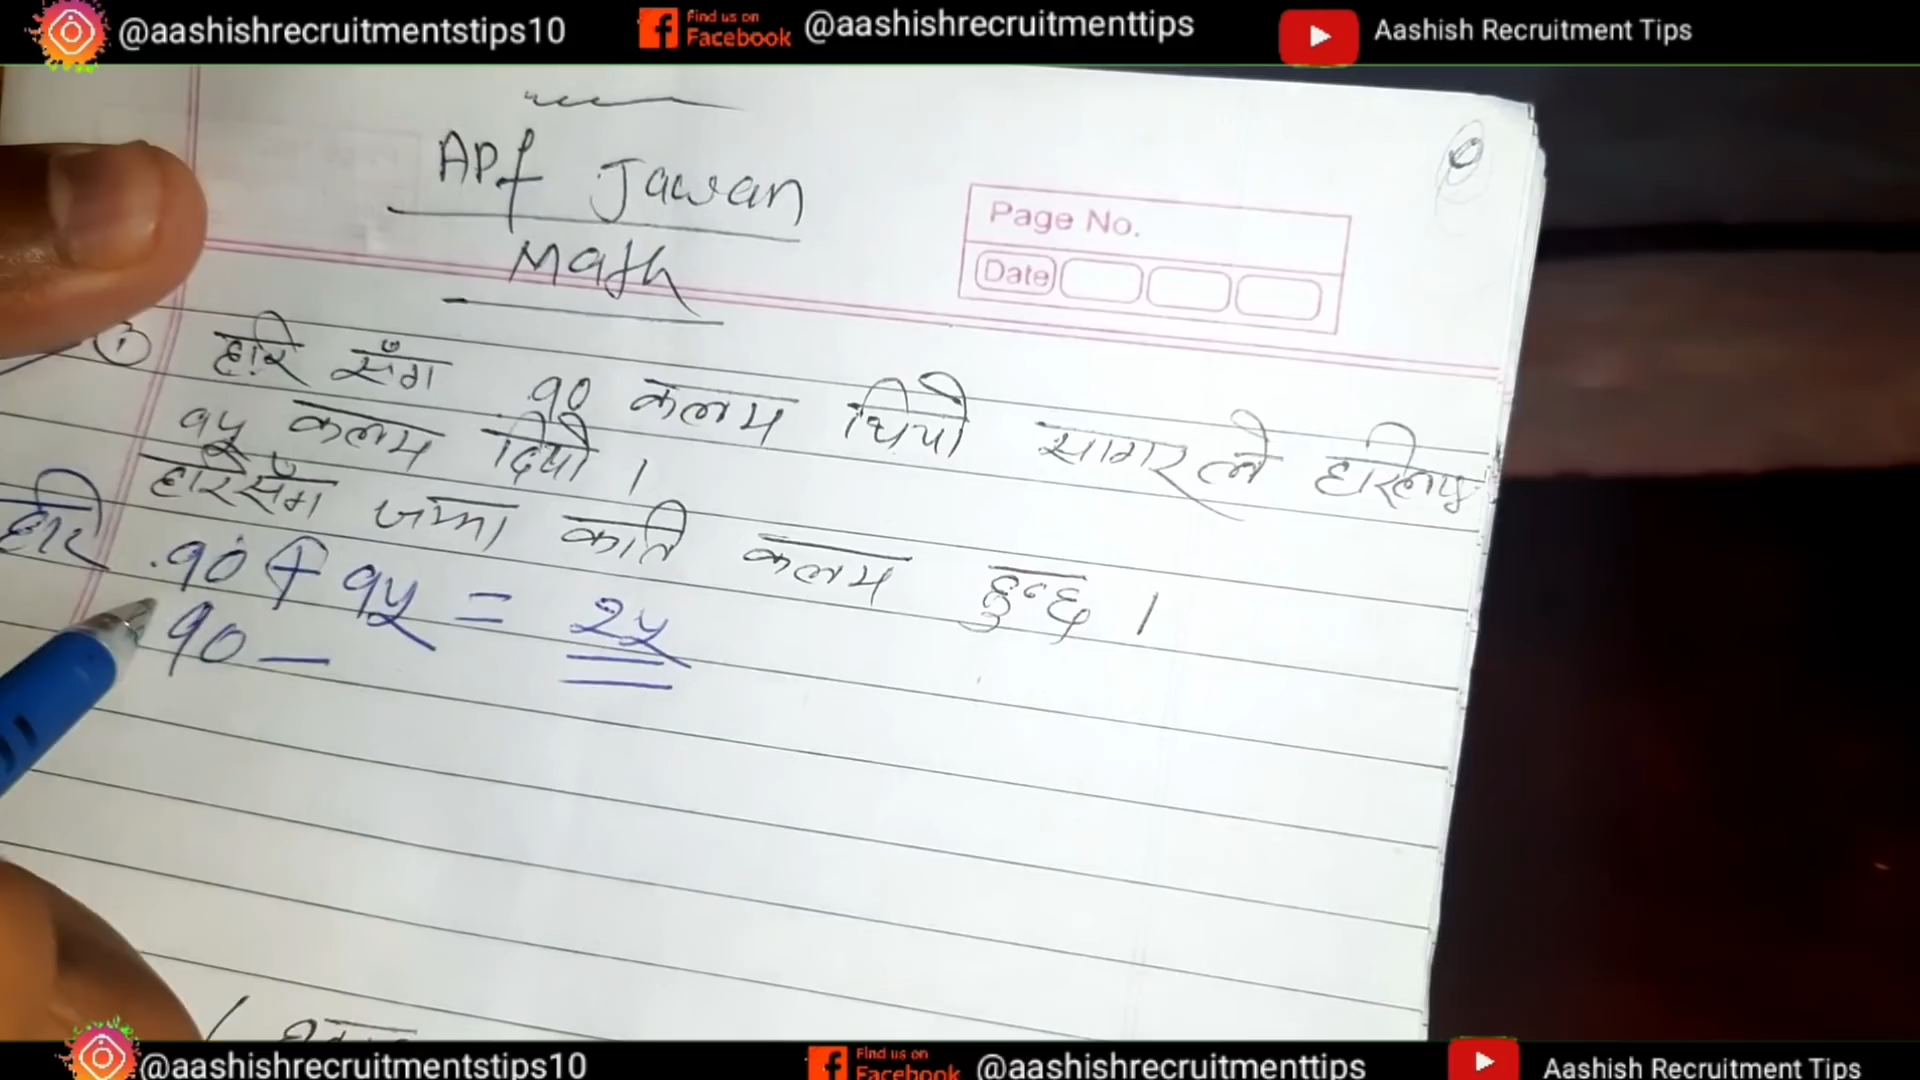 @aashishrecruitmentstips10 Find us on Facebook @aashishrecruitmenttips Aashish Recruitment Tips
APf Jawan
Math
Page No.
Date
① हरि सँग १० कलम थियो सागरले हरिलाई
१५ कलम दियो ।
हरिसँग जम्मा कति कलम हुन्छ ।
हरि १० + १५ = २५
१० —
@aashishrecruitmentstips10 Find us on Facebook @aashishrecruitmenttips Aashish Recruitment Tips